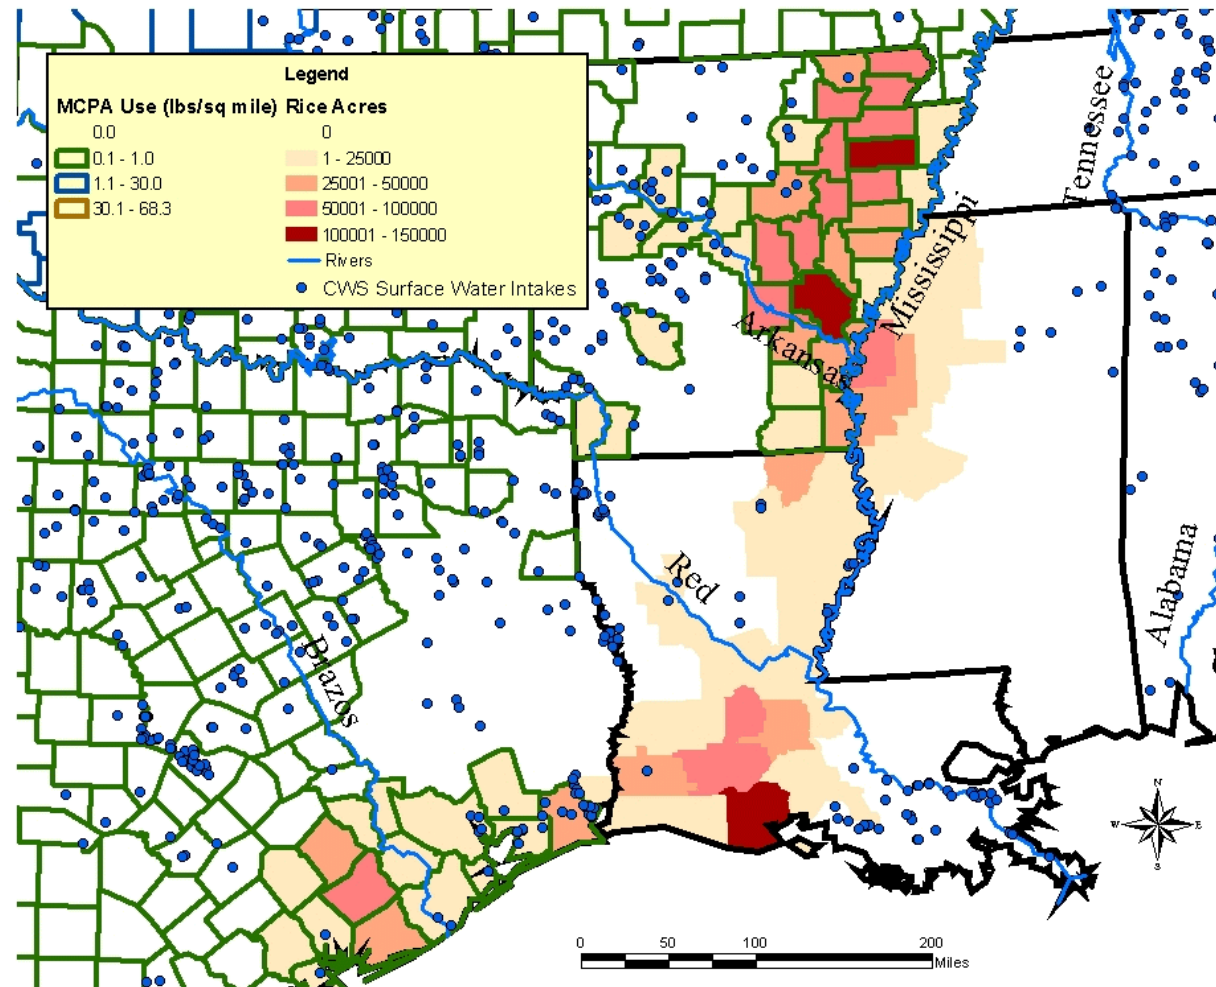 Legend
MCPA Use (lbs/sq mile) Rice Acres
0.0 0
0.1 - 1.0 1 - 25000
1.1 - 30.0 25001 - 50000
30.1 - 68.3 50001 - 100000
100001 - 150000
Rivers
CWS Surface Water Intakes
Tennessee
Mississippi
Arkansas
Red
Alabama
Brazos
N
W E
S
0 50 100 200
Miles